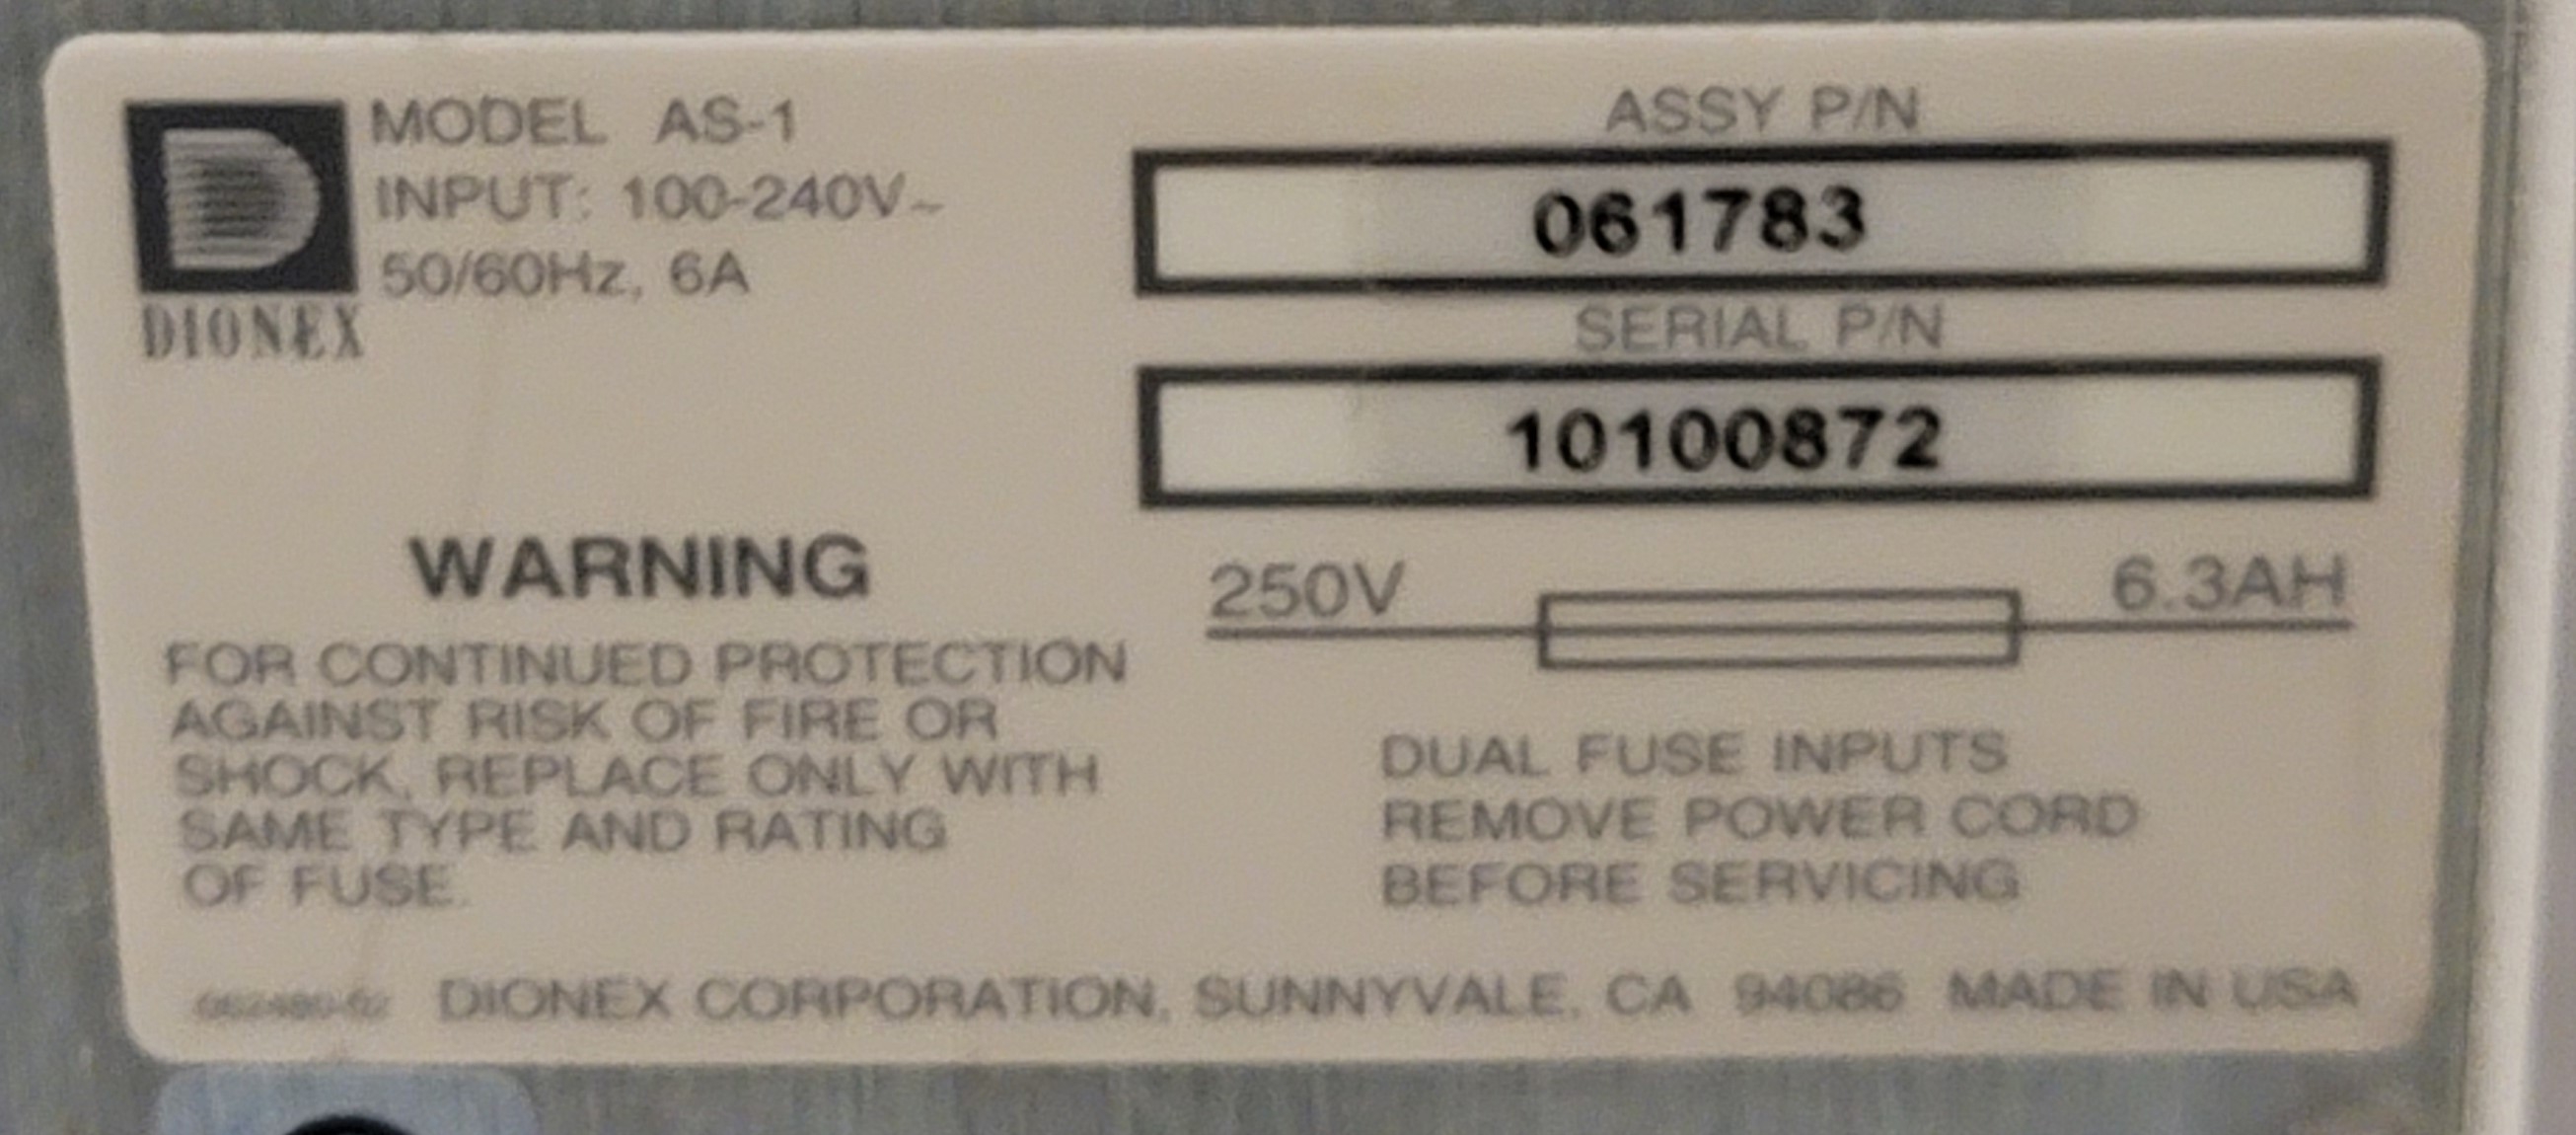 MODEL AS-1
INPUT: 100-240V~
50/60Hz, 6A
DIONEX
ASSY P/N
061783
SERIAL P/N
10100872
WARNING
FOR CONTINUED PROTECTION
AGAINST RISK OF FIRE OR
SHOCK, REPLACE ONLY WITH
SAME TYPE AND RATING
OF FUSE.
250V 6.3AH
DUAL FUSE INPUTS
REMOVE POWER CORD
BEFORE SERVICING
DIONEX CORPORATION, SUNNYVALE, CA 94086 MADE IN USA